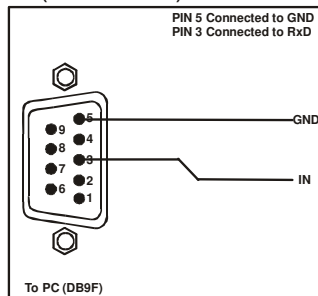 PIN 5 Connected to GND
PIN 3 Connected to RxD
5
9
4
8
3
7
2
6
1
GND
IN
To PC (DB9F)